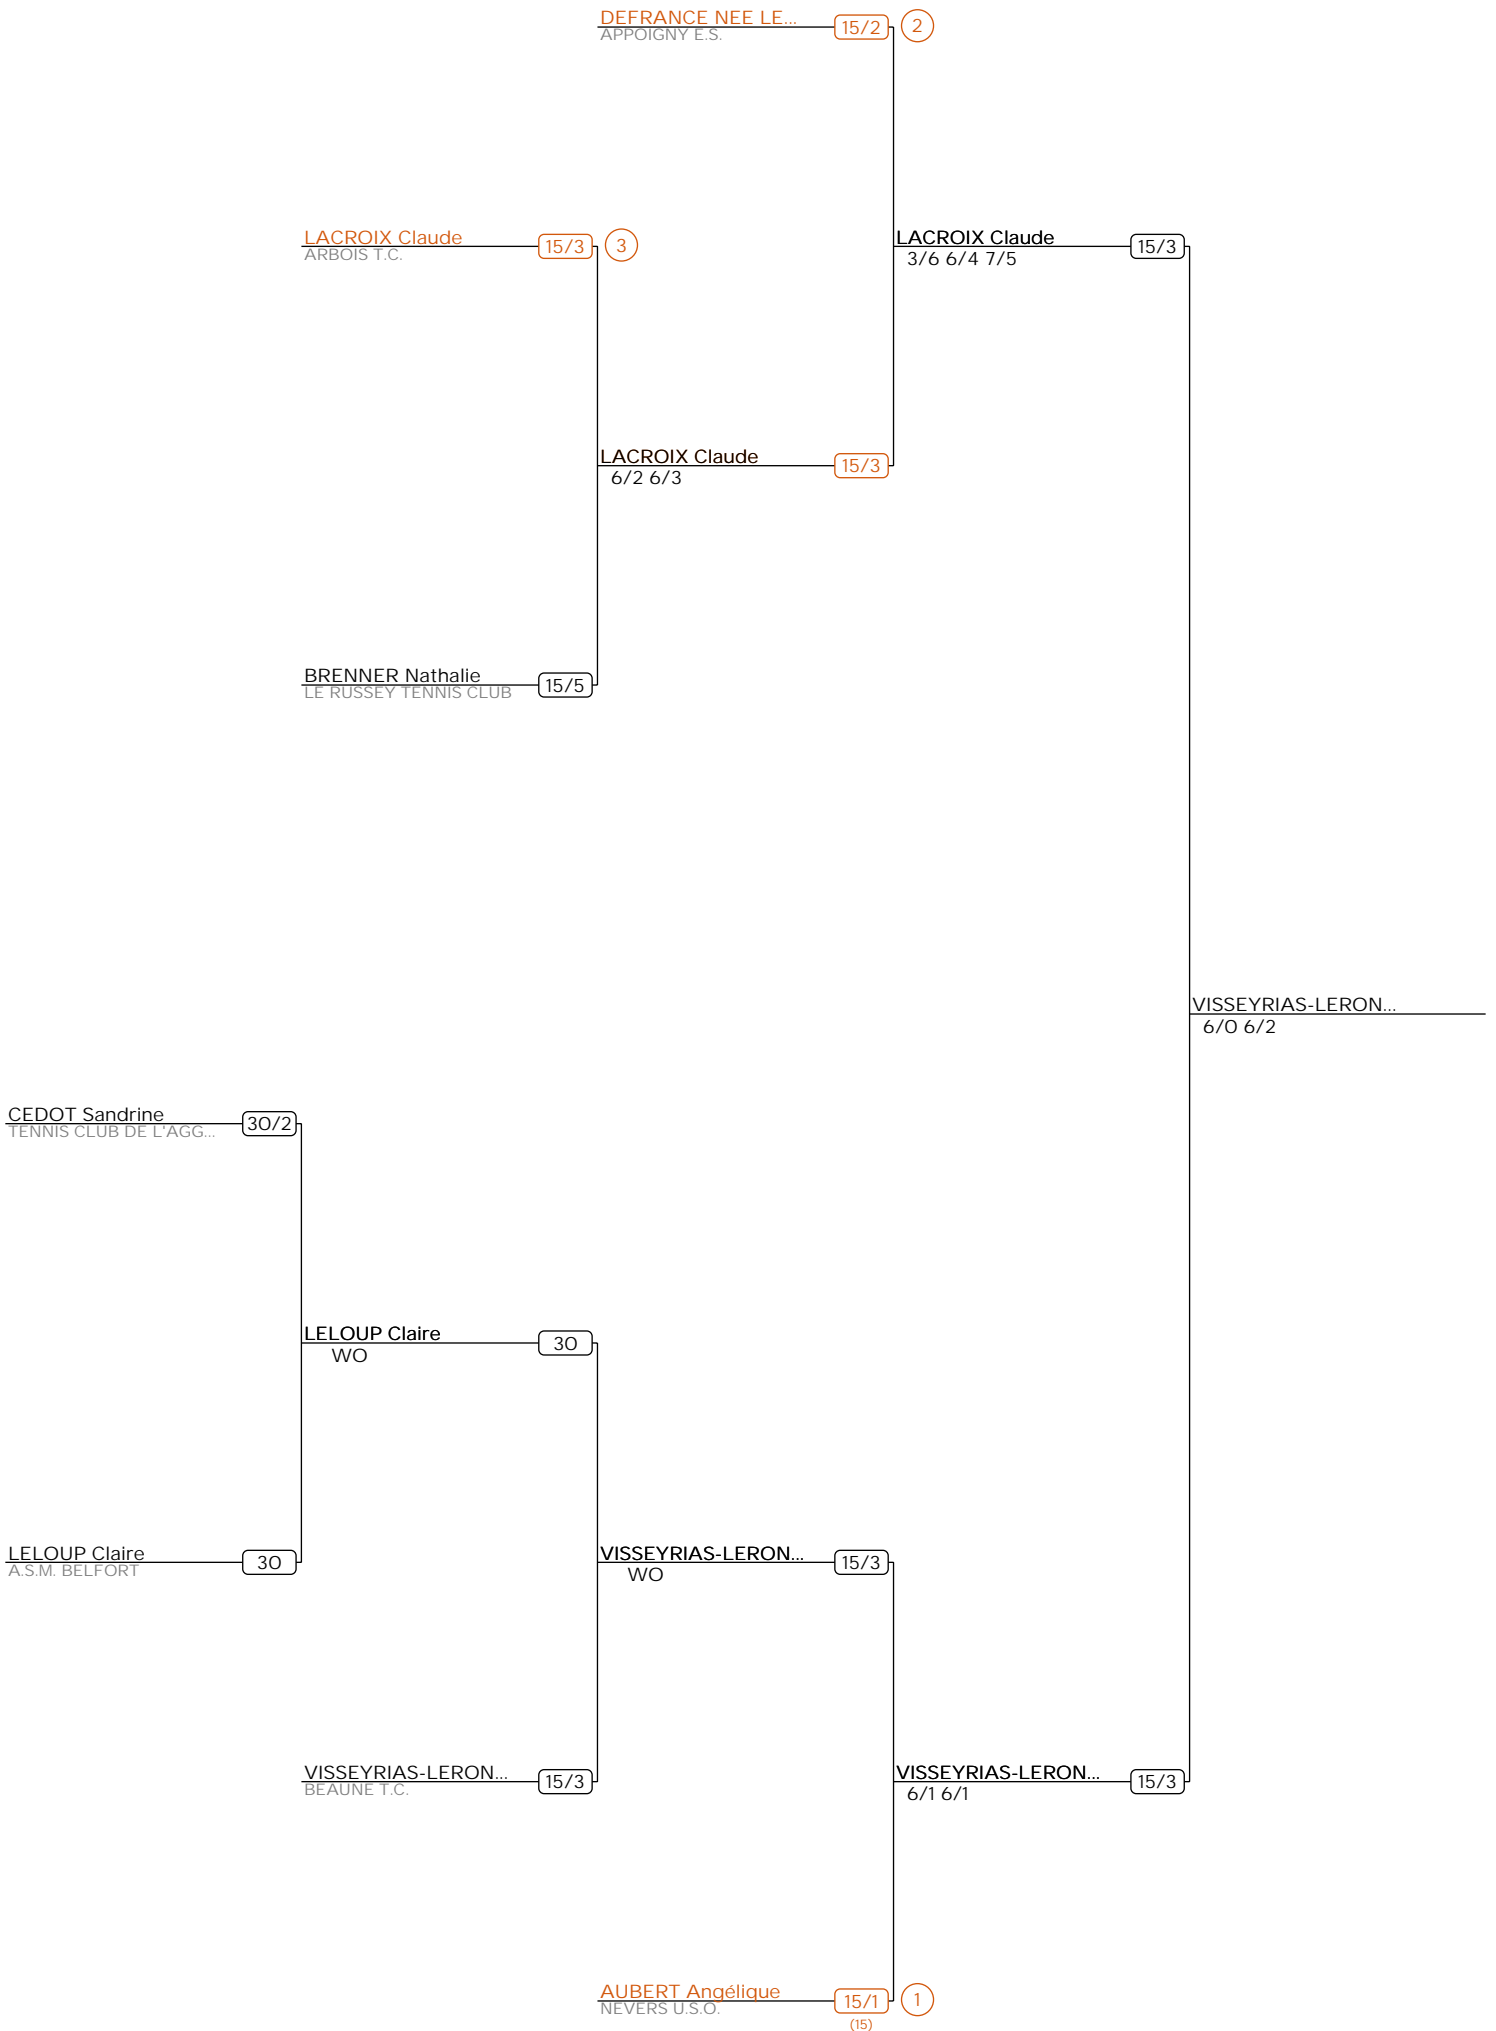 DEFRANCE NEE LE... 15/2 2
APPOIGNY E.S.
LACROIX Claude 15/3 3
ARBOIS T.C.
LACROIX Claude 15/3
3/6 6/4 7/5
LACROIX Claude 15/3
6/2 6/3
BRENNER Nathalie 15/5
LE RUSSEY TENNIS CLUB
VISSEYRIAS-LERON...
6/0 6/2
CEDOT Sandrine 30/2
TENNIS CLUB DE L'AGG...
LELOUP Claire 30
WO
LELOUP Claire 30
A.S.M. BELFORT
VISSEYRIAS-LERON... 15/3
WO
VISSEYRIAS-LERON... 15/3
BEAUNE T.C.
VISSEYRIAS-LERON... 15/3
6/1 6/1
AUBERT Angélique 15/1 1
NEVERS U.S.O.
(15)